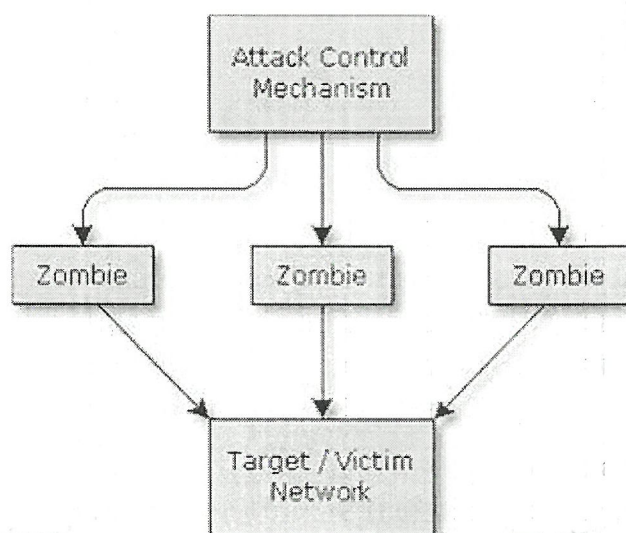 Attack Control
Mechanism
Zombie
Zombie
Zombie
Target / Victim
Network